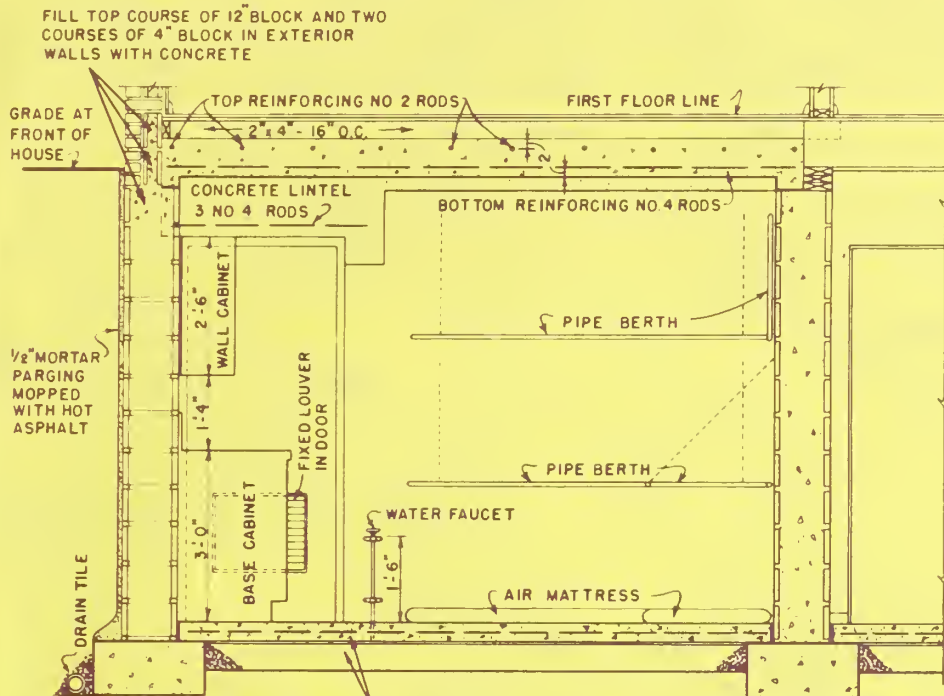 FILL TOP COURSE OF 12" BLOCK AND TWO
COURSES OF 4" BLOCK IN EXTERIOR
WALLS WITH CONCRETE
GRADE AT
FRONT OF
HOUSE
TOP REINFORCING NO 2 RODS
FIRST FLOOR LINE
2" x 4" - 16" O.C.
2"
CONCRETE LINTEL
3 NO 4 RODS
BOTTOM REINFORCING NO. 4 RODS
2'-6"
WALL CABINET
PIPE BERTH
1/2" MORTAR
PARGING
MOPPED
WITH HOT
ASPHALT
1'-4"
FIXED LOUVER
IN DOOR
PIPE BERTH
3'-0"
BASE CABINET
WATER FAUCET
1'-6"
AIR MATTRESS
DRAIN TILE